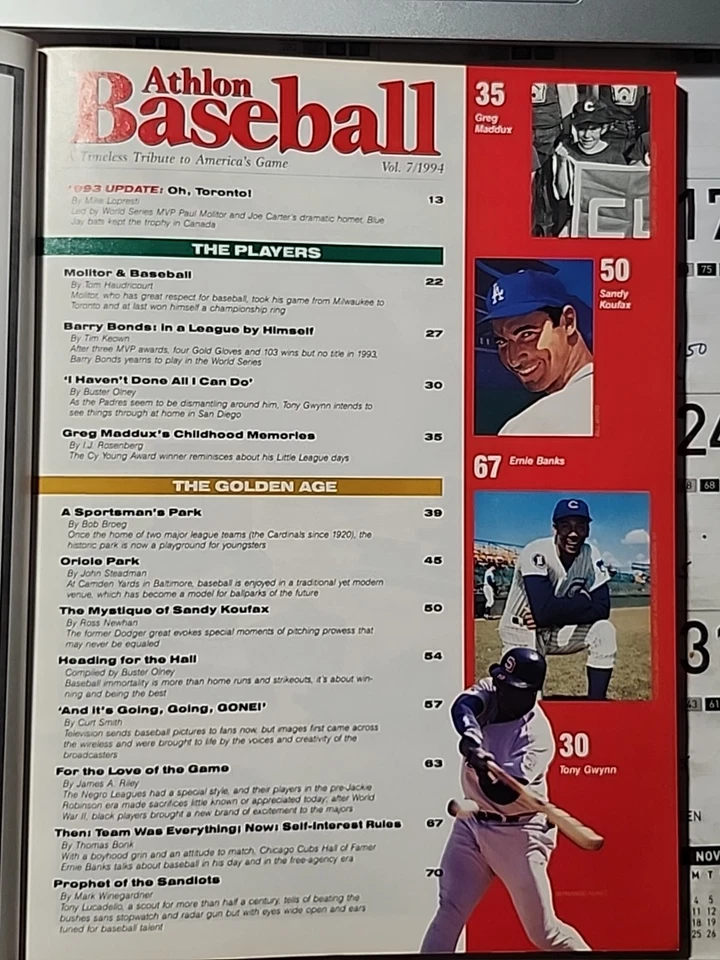 Athlon
Baseball
A Timeless Tribute to America's Game
Vol. 7/1994
'993 UPDATE: Oh, Toronto!
13
By Mike Lopresti
Led by World Series MVP Paul Molitor and Joe Carter's dramatic homer, Blue
Jay bats kept the trophy in Canada
THE PLAYERS
Molitor & Baseball
22
By Tom Haudricourt
Molitor, who has great respect for baseball, took his game from Milwaukee to
Toronto and at last won himself a championship ring
Barry Bonds: In a League by Himself
27
By Tim Keown
After three MVP awards, four Gold Gloves and 103 wins but no title in 1993,
Barry Bonds yearns to play in the World Series
'I Haven't Done All I Can Do'
30
By Buster Olney
As the Padres seem to be dismantling around him, Tony Gwynn intends to
see things through at home in San Diego
Greg Maddux's Childhood Memories
35
By I.J. Rosenberg
The Cy Young Award winner reminisces about his Little League days
THE GOLDEN AGE
A Sportsman's Park
39
By Bob Broeg
Once the home of two major league teams (the Cardinals since 1920), the
historic park is now a playground for youngsters
Oriole Park
45
By John Steadman
At Camden Yards in Baltimore, baseball is enjoyed in a traditional yet modern
venue, which has become a model for ballparks of the future
The Mystique of Sandy Koufax
50
By Ross Newhan
The former Dodger great evokes special moments of pitching prowess that
may never be equaled
Heading for the Hall
54
Compiled by Buster Olney
Baseball immortality is more than home runs and strikeouts, it's about win-
ning and being the best
'And it's Going, Going, GONE!'
57
By Curt Smith
Television sends baseball pictures to fans now, but images first came across
the wireless and were brought to life by the voices and creativity of the
broadcasters
For the Love of the Game
63
By James A. Riley
The Negro Leagues had a special style, and their players in the pre-Jackie
Robinson era made sacrifices little known or appreciated today; after World
War II, black players brought a new brand of excitement to the majors
Then: Team Was Everything; Now: Self-Interest Rules
67
By Thomas Bonk
With a boyhood grin and an attitude to match, Chicago Cubs Hall of Famer
Ernie Banks talks about baseball in his day and in the free-agency era
Prophet of the Sandlots
70
By Mark Winegardner
Tony Lucadello, a scout for more than half a century, tells of beating the
bushes sans stopwatch and radar gun but with eyes wide open and ears
tuned for baseball talent
35
Greg
Maddux
C
CL
50
Sandy
Koufax
LA
67 Ernie Banks
C
S
30
Tony Gwynn
17
75
50
24
68
3
43 61
EN
NOV
M T
4 5
11 12
18 19
25 26